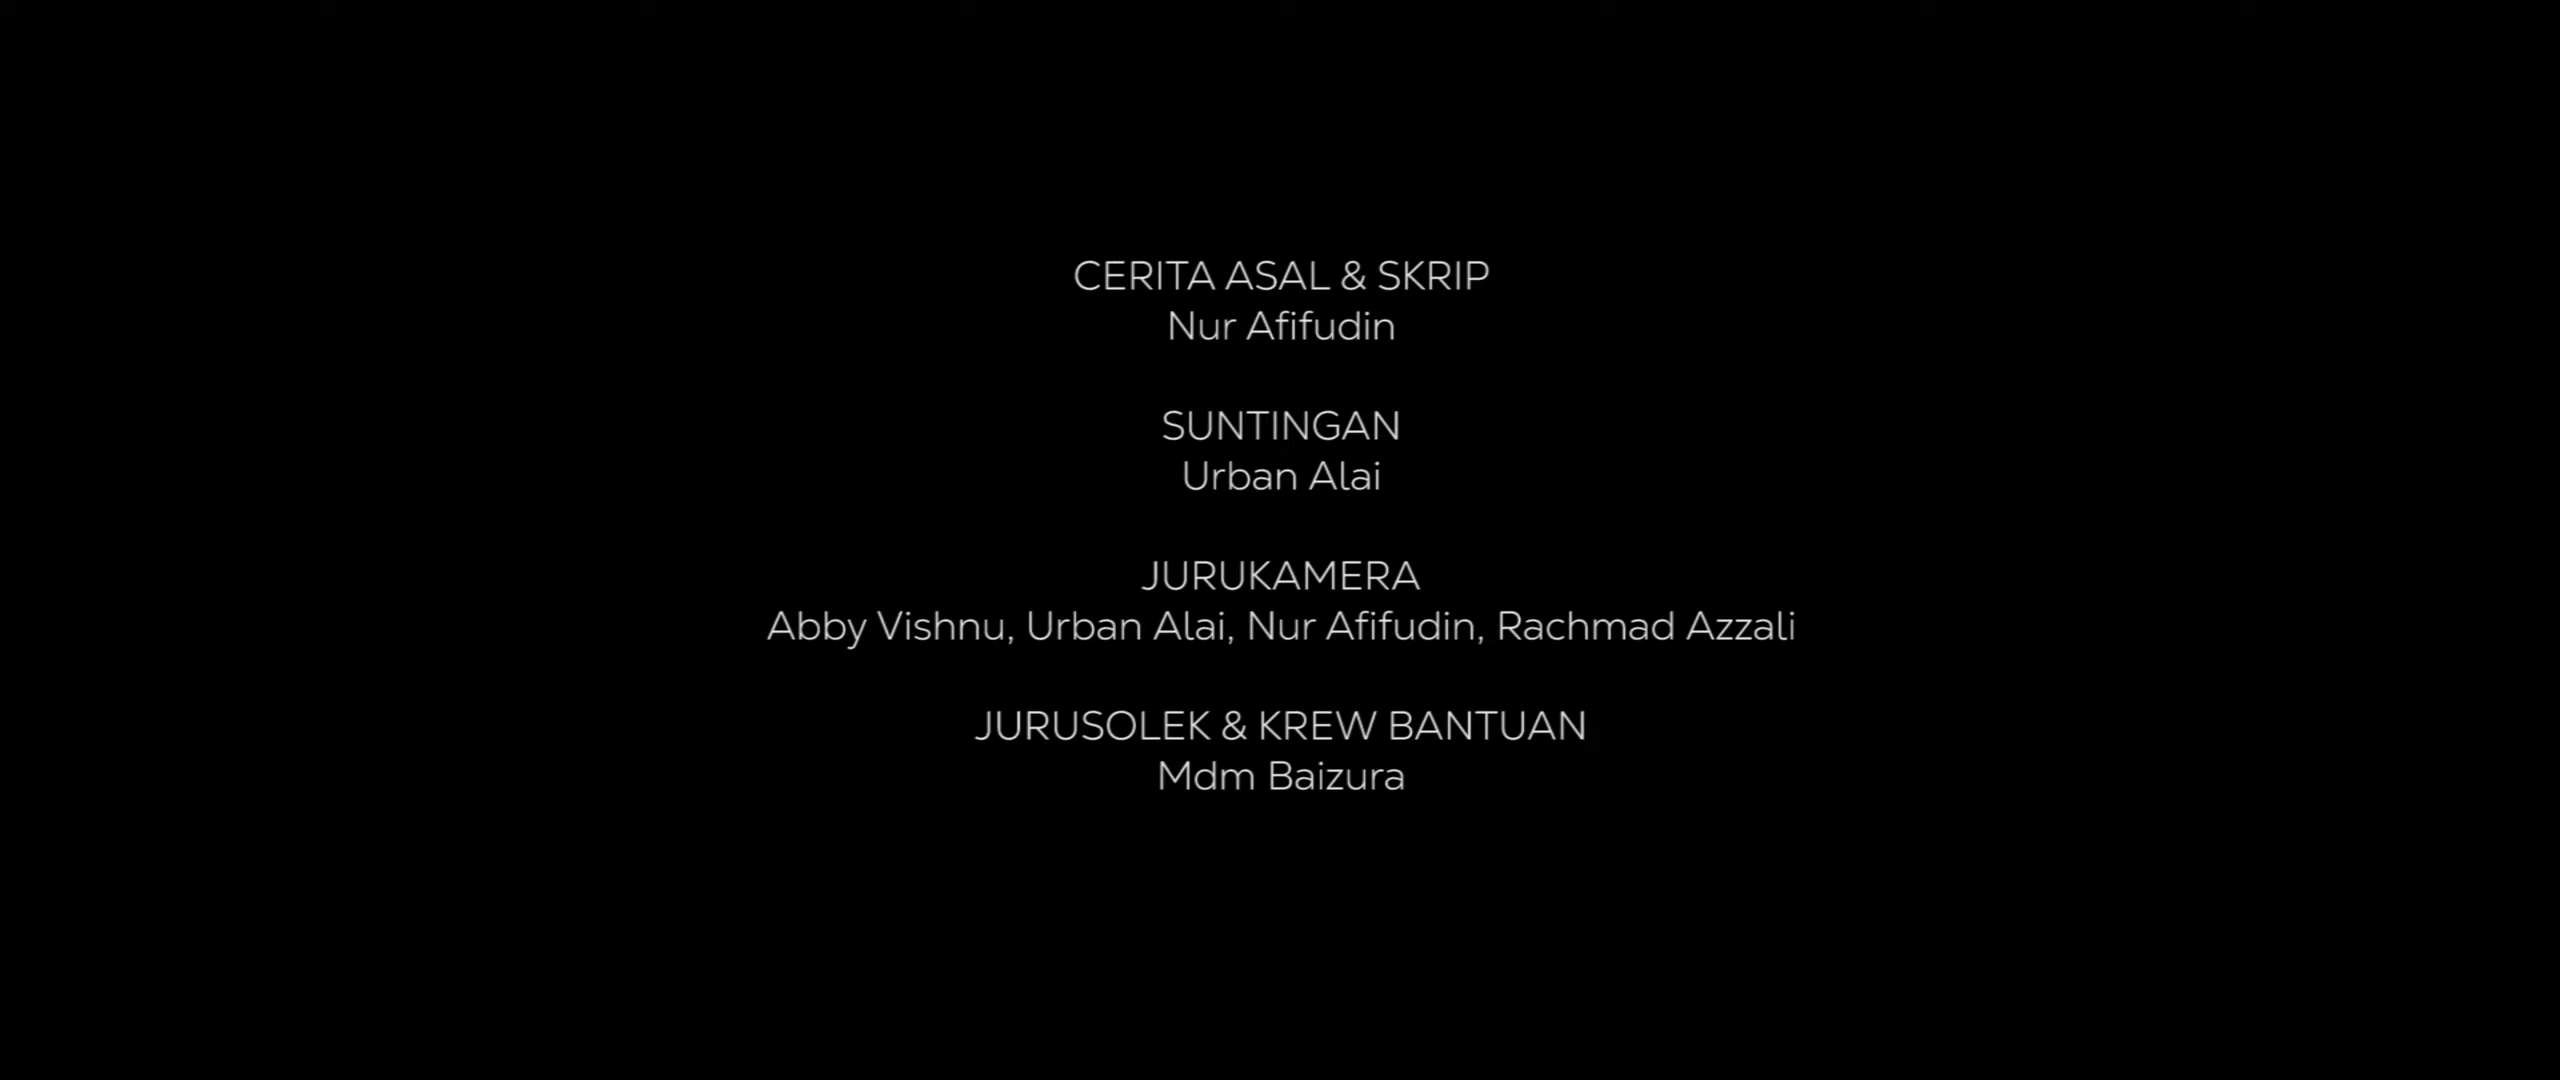 CERITA ASAL & SKRIP
Nur Afifudin
SUNTINGAN
Urban Alai
JURUKAMERA
Abby Vishnu, Urban Alai, Nur Afifudin, Rachmad Azzali
JURUSOLEK & KREW BANTUAN
Mdm Baizura